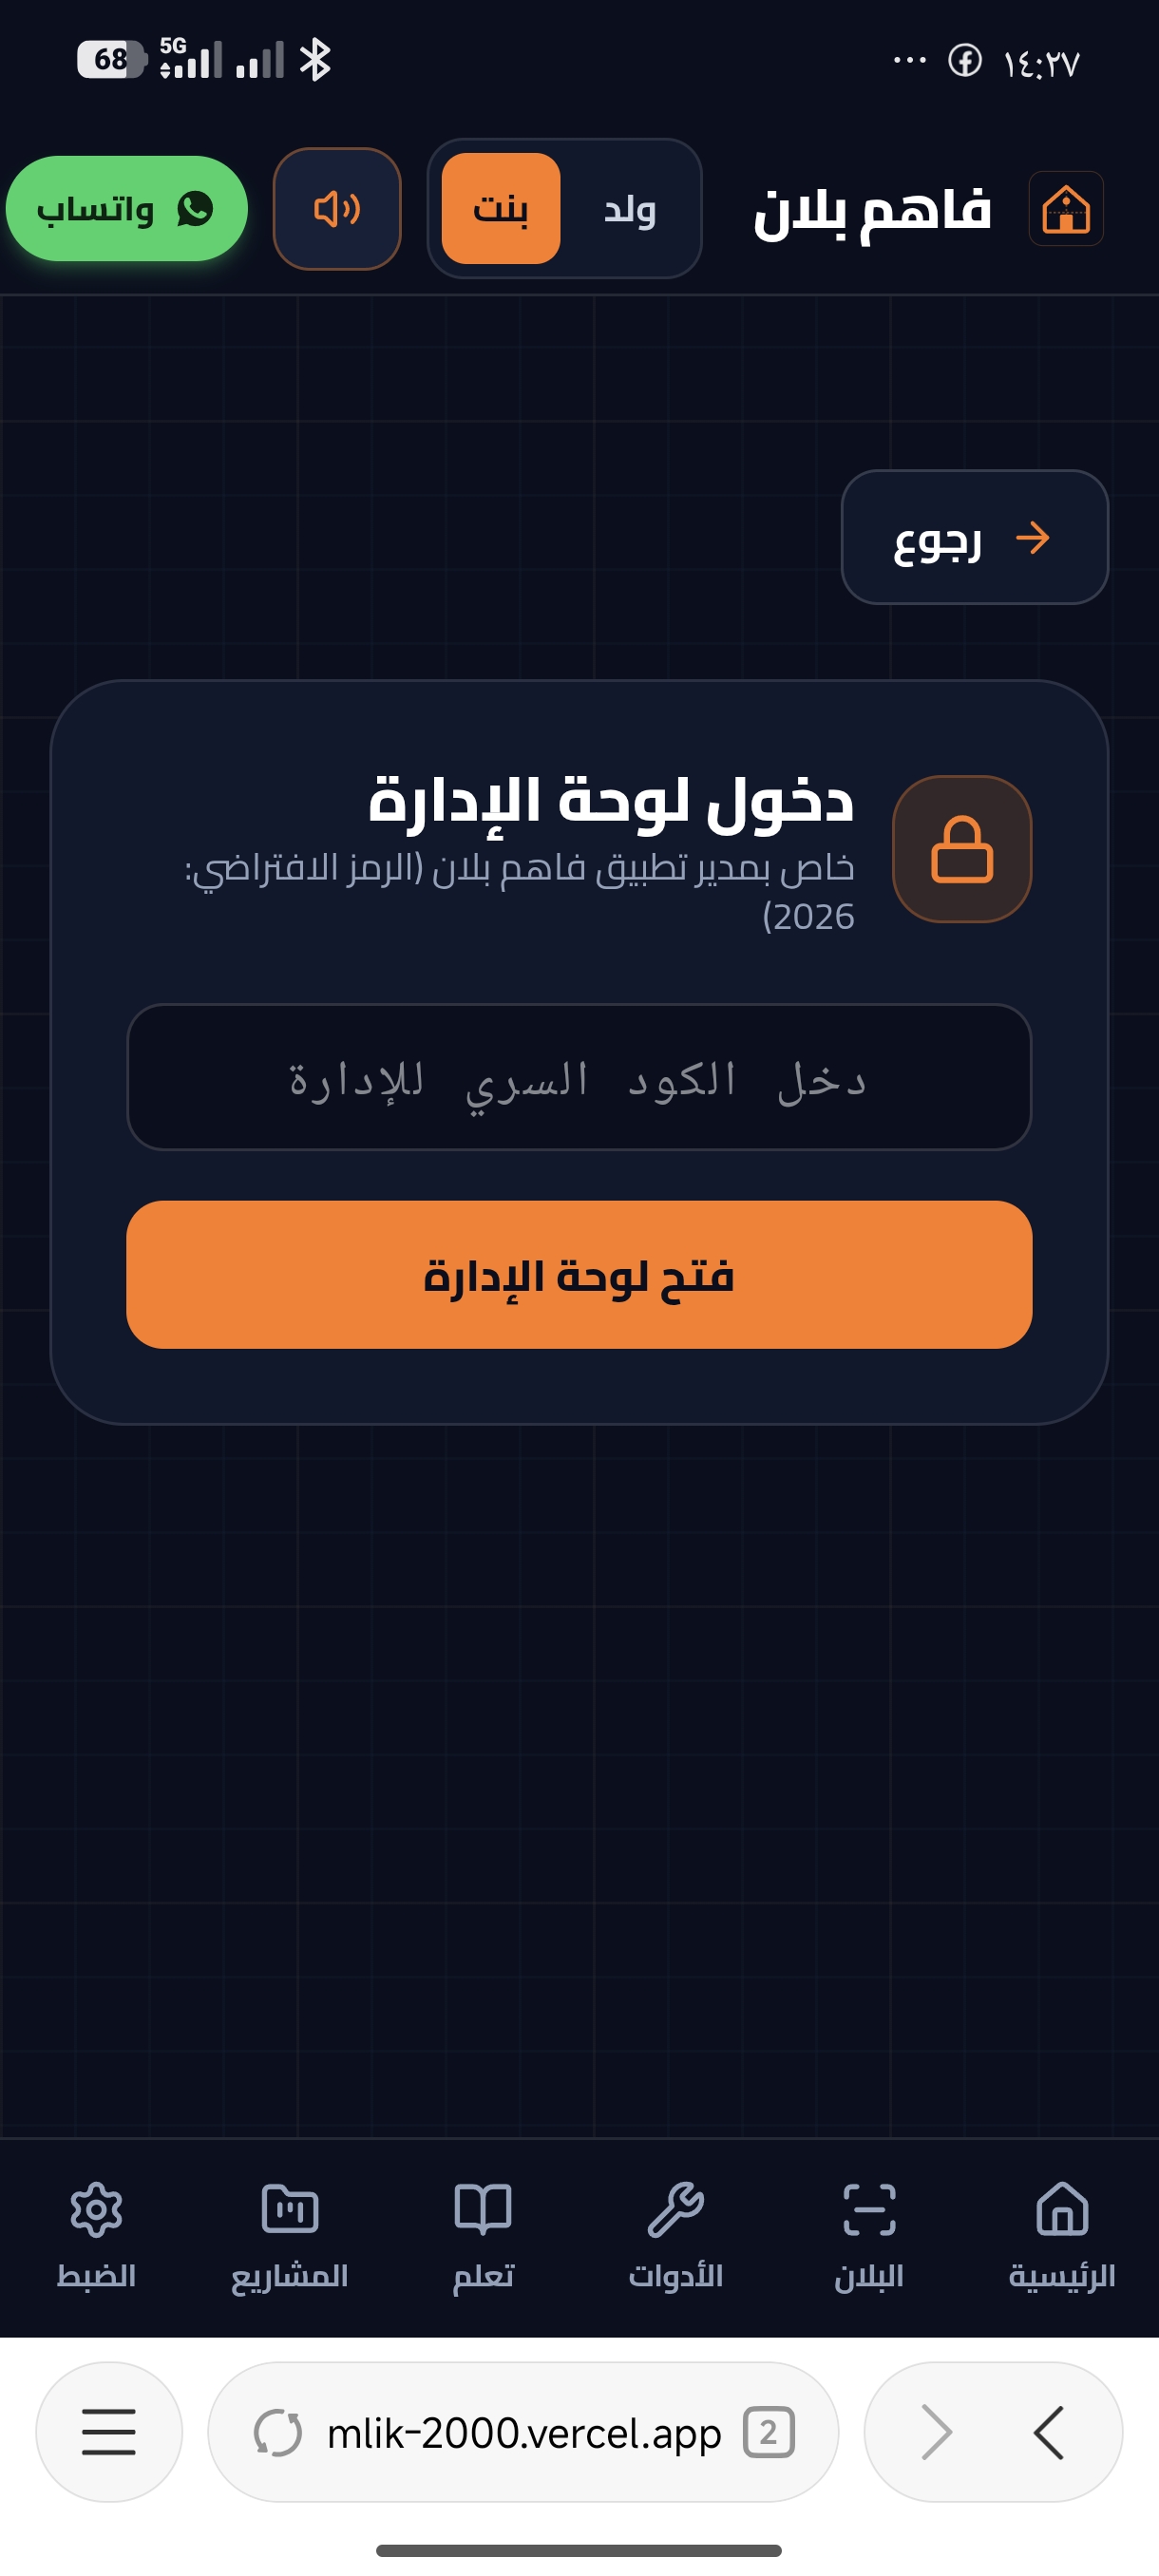 ١٤:٢٧
5G
68
فاهم بلان
ولد
بنت
واتساب
رجوع
دخول لوحة الإدارة
خاص بمدير تطبيق فاهم بلان (الرمز الافتراضي:
2026)
دخل الكود السري للإدارة
فتح لوحة الإدارة
الرئيسية
البلان
الأدوات
تعلم
المشاريع
الضبط
mlik-2000.vercel.app
2